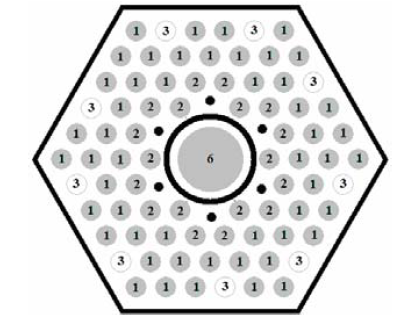 1 3 1 1 3 1
1 1 1 1 1 1 1
1 1 1 2 2 1 1 3
3 1 2 2 2 2 1 1
1 1 2 2 1 1
1 1 1 2 6 2 1 1 1
3 1 2 2 1 3
1 1 2 2 2 2 1 1
1 1 1 2 2 1 1 1
3 1 1 1 1 1 3
1 1 1 3 1 1